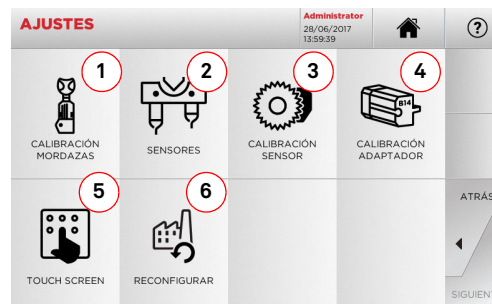 AJUSTES
Administrator
28/06/2017
13:59:39
?
1
2
3
4
B14
CALIBRACIÓN
MORDAZAS
SENSORES
CALIBRACIÓN
SENSOR
CALIBRACIÓN
ADAPTADOR
5
6
ATRÁS
TOUCH SCREEN
RECONFIGURAR
SIGUIEN